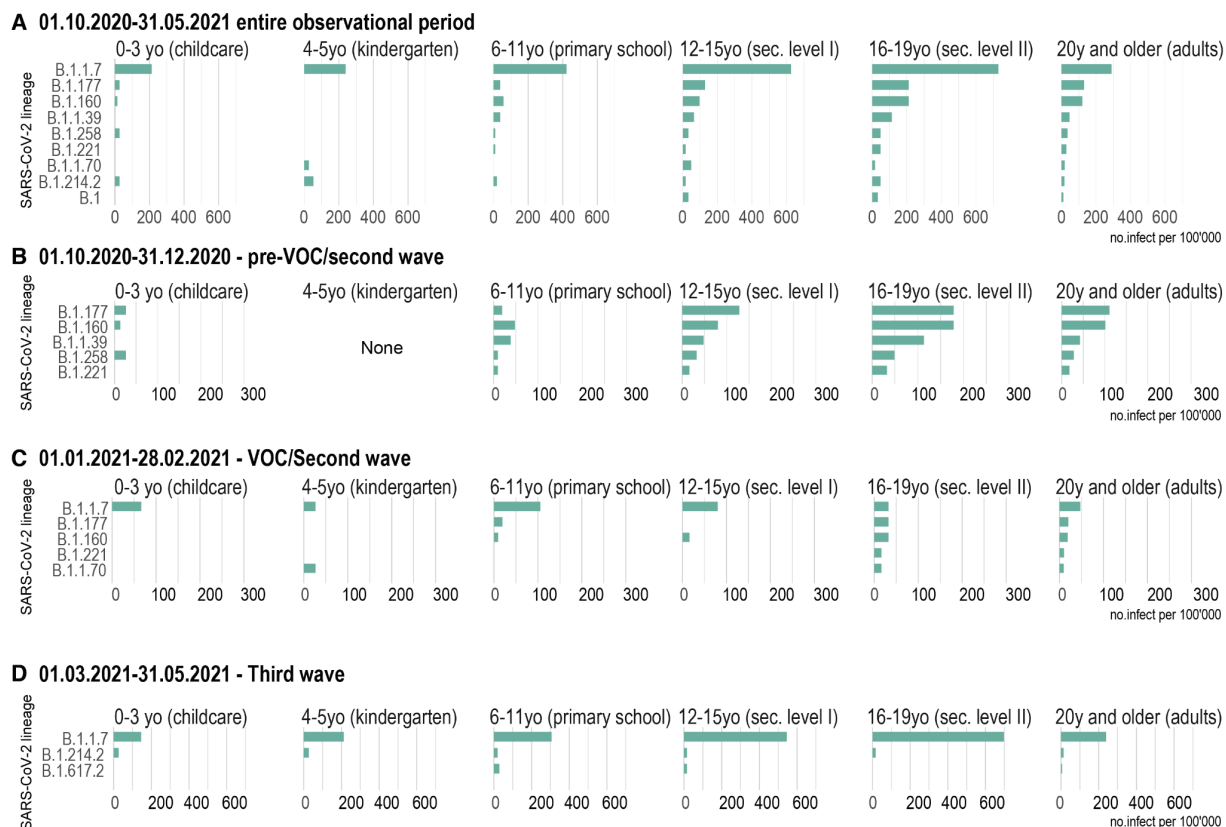 A 01.10.2020-31.05.2021 entire observational period
0-3 yo (childcare) 4-5yo (kindergarten) 6-11yo (primary school) 12-15yo (sec. level I) 16-19yo (sec. level II) 20y and older (adults)
SARS-CoV-2 lineage
B.1.1.7
B.1.177
B.1.160
B.1.1.39
B.1.258
B.1.221
B.1.1.70
B.1.214.2
B.1
0 200 400 600 0 200 400 600 0 200 400 600 0 200 400 600 0 200 400 600 0 200 400 600
no.infect per 100'000
B 01.10.2020-31.12.2020 - pre-VOC/second wave
0-3 yo (childcare) 4-5yo (kindergarten) 6-11yo (primary school) 12-15yo (sec. level I) 16-19yo (sec. level II) 20y and older (adults)
SARS-CoV-2 lineage
B.1.177
B.1.160
B.1.1.39
B.1.258
B.1.221
None
0 100 200 300 0 100 200 300 0 100 200 300 0 100 200 300 0 100 200 300 0 100 200 300
no.infect per 100'000
C 01.01.2021-28.02.2021 - VOC/Second wave
0-3 yo (childcare) 4-5yo (kindergarten) 6-11yo (primary school) 12-15yo (sec. level I) 16-19yo (sec. level II) 20y and older (adults)
SARS-CoV-2 lineage
B.1.1.7
B.1.177
B.1.160
B.1.221
B.1.1.70
0 100 200 300 0 100 200 300 0 100 200 300 0 100 200 300 0 100 200 300 0 100 200 300
no.infect per 100'000
D 01.03.2021-31.05.2021 - Third wave
0-3 yo (childcare) 4-5yo (kindergarten) 6-11yo (primary school) 12-15yo (sec. level I) 16-19yo (sec. level II) 20y and older (adults)
SARS-CoV-2 lineage
B.1.1.7
B.1.214.2
B.1.617.2
0 200 400 600 0 200 400 600 0 200 400 600 0 200 400 600 0 200 400 600 0 200 400 600
no.infect per 100'000